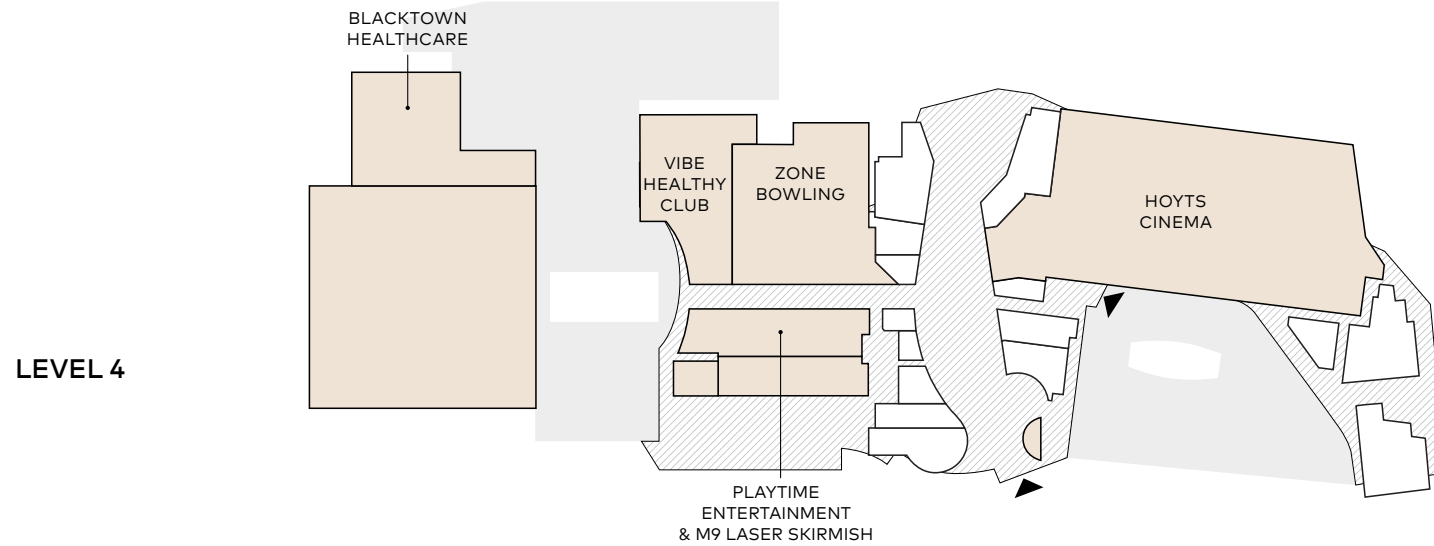 BLACKTOWN
HEALTHCARE
VIBE
HEALTHY
CLUB
ZONE
BOWLING
HOYTS
CINEMA
LEVEL 4
PLAYTIME
ENTERTAINMENT
& M9 LASER SKIRMISH